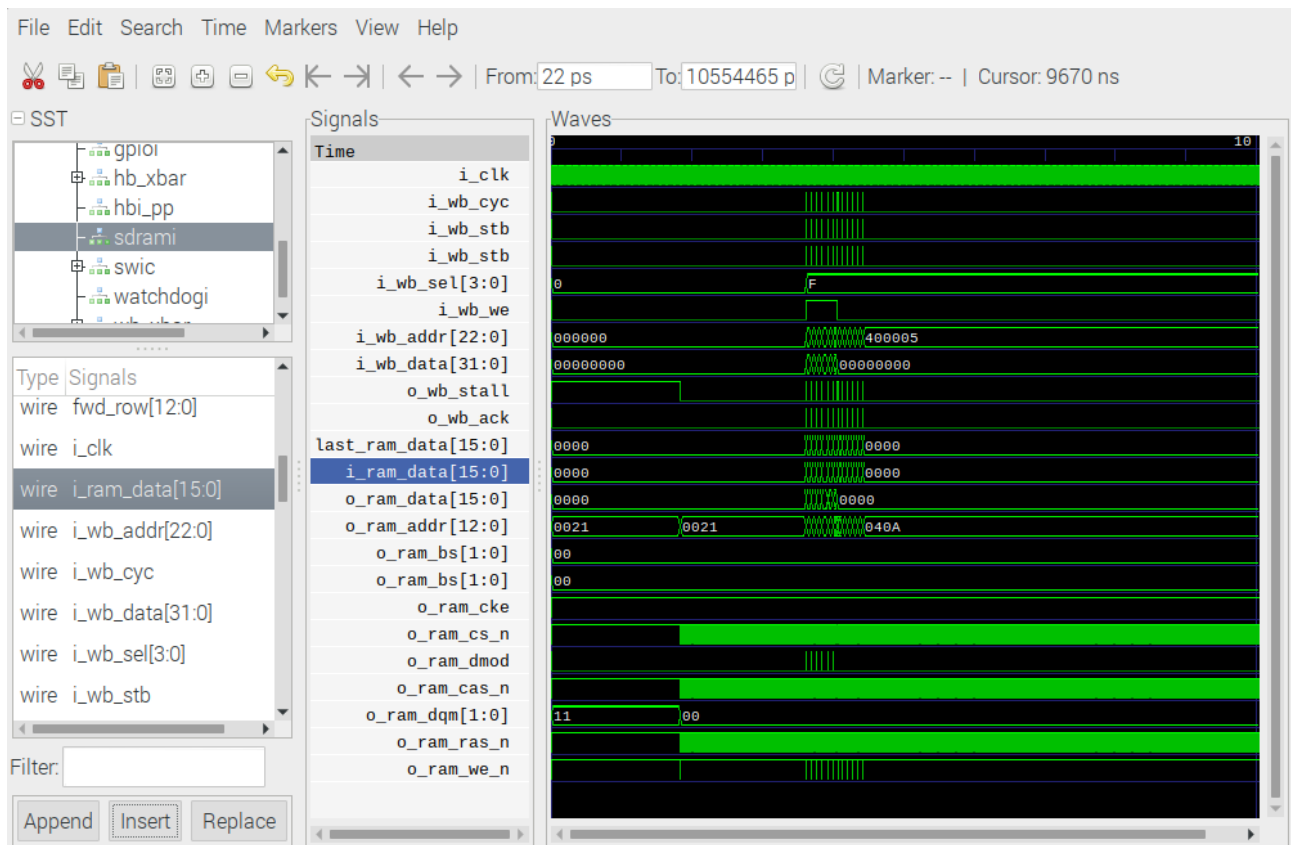 File Edit Search Time Markers View Help
From: 22 ps To: 10554465 p Marker: -- | Cursor: 9670 ns
SST
gpioi
hb_xbar
hbi_pp
sdrami
swic
watchdogi
Type Signals
wire fwd_row[12:0]
wire i_clk
wire i_ram_data[15:0]
wire i_wb_addr[22:0]
wire i_wb_cyc
wire i_wb_data[31:0]
wire i_wb_sel[3:0]
wire i_wb_stb
Filter:
Append Insert Replace
Signals
Time
i_clk
i_wb_cyc
i_wb_stb
i_wb_stb
i_wb_sel[3:0]
i_wb_we
i_wb_addr[22:0]
i_wb_data[31:0]
o_wb_stall
o_wb_ack
last_ram_data[15:0]
i_ram_data[15:0]
o_ram_data[15:0]
o_ram_addr[12:0]
o_ram_bs[1:0]
o_ram_bs[1:0]
o_ram_cke
o_ram_cs_n
o_ram_dmod
o_ram_cas_n
o_ram_dqm[1:0]
o_ram_ras_n
o_ram_we_n
Waves
10
0 F
000000 400005
00000000 00000000
0000 0000
0000 0000
0000 0000
0021 0021 040A
00
00
11 00